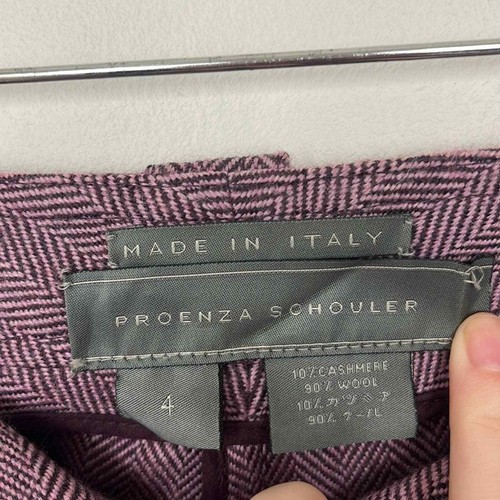 MADE IN ITALY
PROENZA SCHOULER
4
10% CASHMERE
90% WOOL
10% カシミヤ
90% ウール